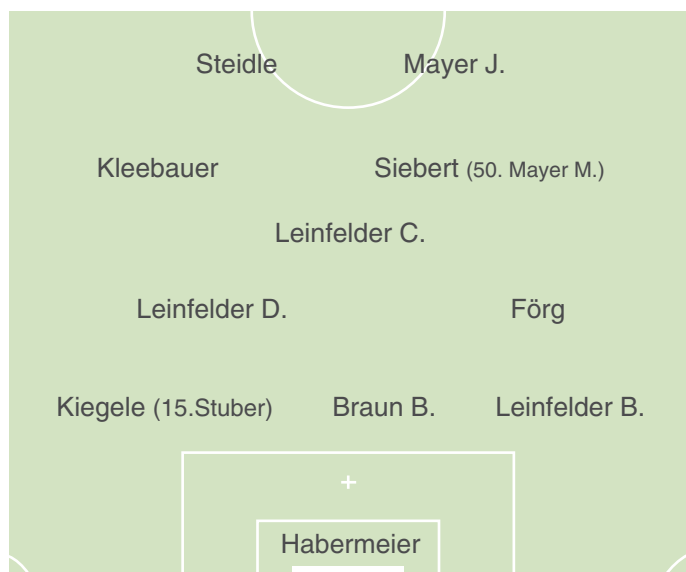 Steidle Mayer J.
Kleebauer Siebert (50. Mayer M.)
Leinfelder C.
Leinfelder D. Förg
Kiegele (15.Stuber) Braun B. Leinfelder B.
Habermeier